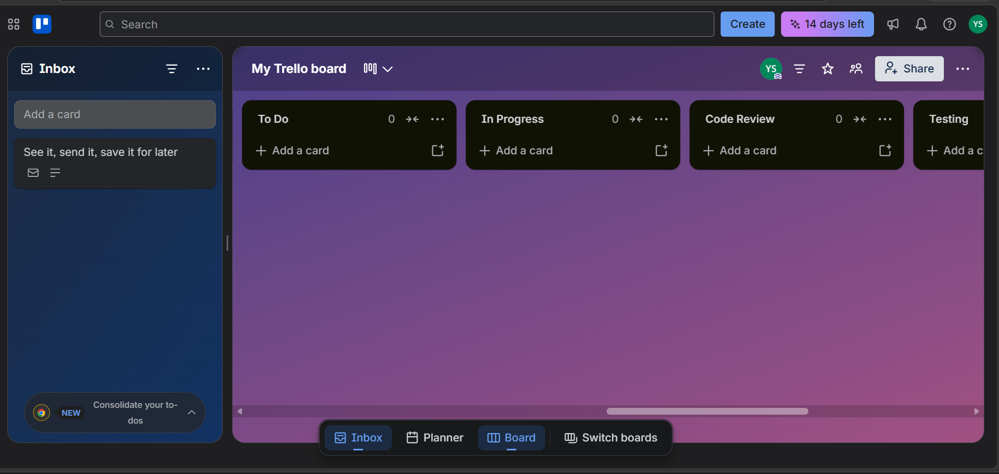 Search
Create
14 days left
YS
Inbox
Add a card
See it, send it, save it for later
NEW
Consolidate your to-
dos
My Trello board
YS
Share
To Do 0
Add a card
In Progress 0
Add a card
Code Review 0
Add a card
Testing
Add a c
Inbox
Planner
Board
Switch boards